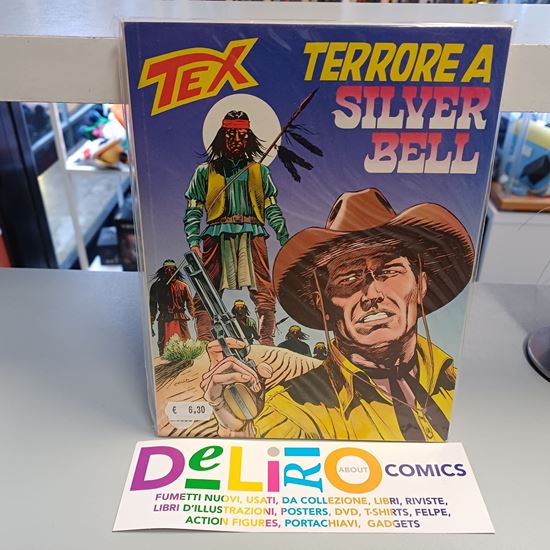 TEX
TERRORE A
SILVER
BELL
€ 6,30
DeLiRiO ABOUT COMICS
FUMETTI NUOVI, USATI, DA COLLEZIONE, LIBRI, RIVISTE,
LIBRI D'ILLUSTRAZIONI, POSTERS, DVD, T-SHIRTS, FELPE,
ACTION FIGURES, PORTACHIAVI, GADGETS